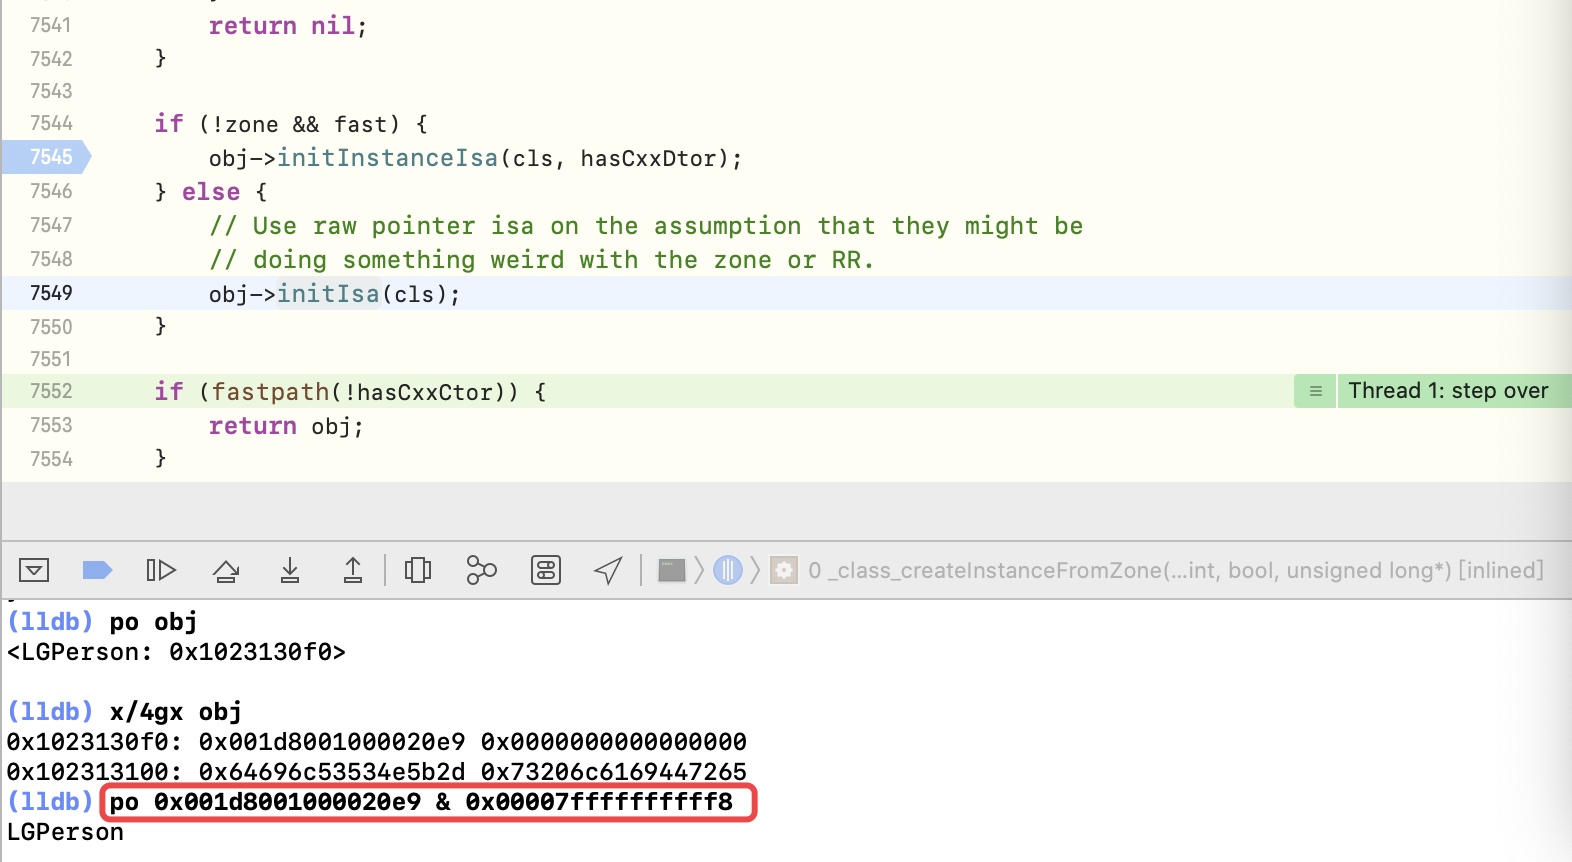 7541 return nil;
7542 }
7543
7544 if (!zone && fast) {
7545 obj->initInstanceIsa(cls, hasCxxDtor);
7546 } else {
7547 // Use raw pointer isa on the assumption that they might be
7548 // doing something weird with the zone or RR.
7549 obj->initIsa(cls);
7550 }
7551
7552 if (fastpath(!hasCxxCtor)) { Thread 1: step over
7553 return obj;
7554 }
0 _class_createInstanceFromZone(...int, bool, unsigned long*) [inlined]
(lldb) po obj
<LGPerson: 0x1023130f0>
(lldb) x/4gx obj
0x1023130f0: 0x001d8001000020e9 0x0000000000000000
0x102313100: 0x64696c53534e5b2d 0x73206c6169447265
(lldb) po 0x001d8001000020e9 & 0x00007ffffffffff8
LGPerson